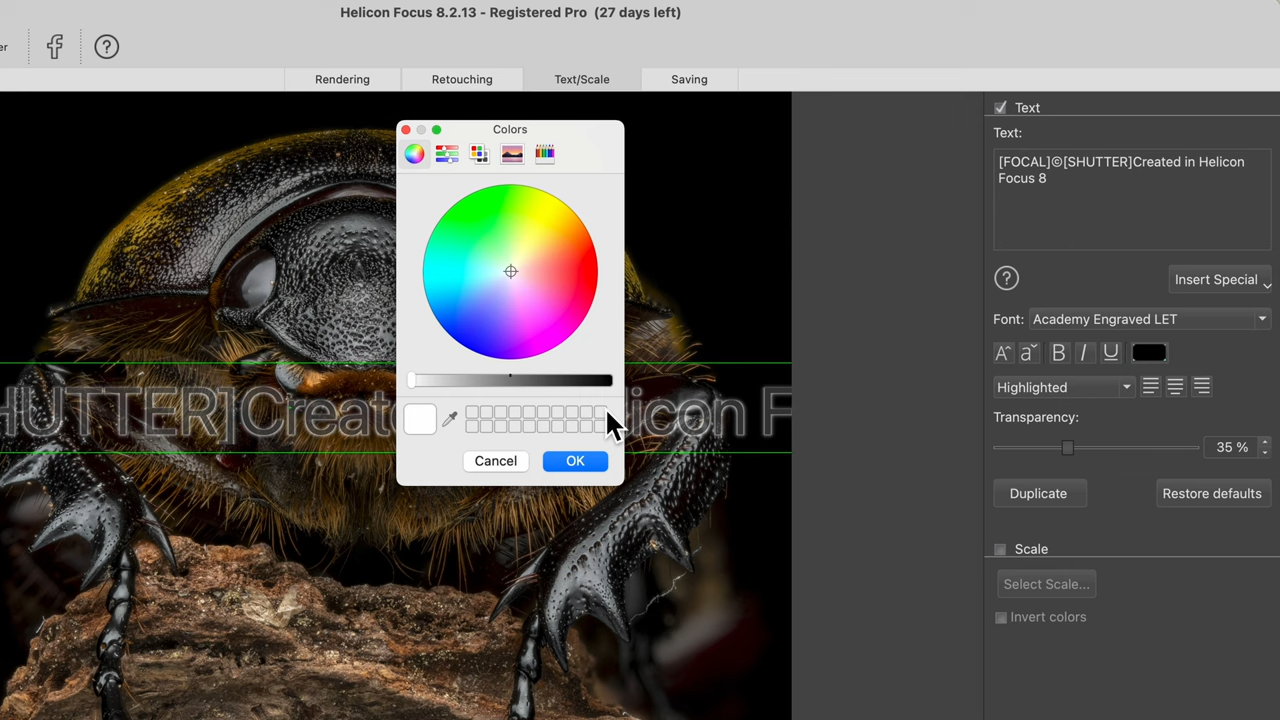 Helicon Focus 8.2.13 - Registered Pro (27 days left)
er
Rendering
Retouching
Text/Scale
Saving
Colors
Cancel
OK
HUTTER]Creat
licon F
Text
Text:
[FOCAL]©[SHUTTER]Created in Helicon
Focus 8
Insert Special
Font: Academy Engraved LET
B I U
Highlighted
Transparency:
35 %
Duplicate
Restore defaults
Scale
Select Scale...
Invert colors